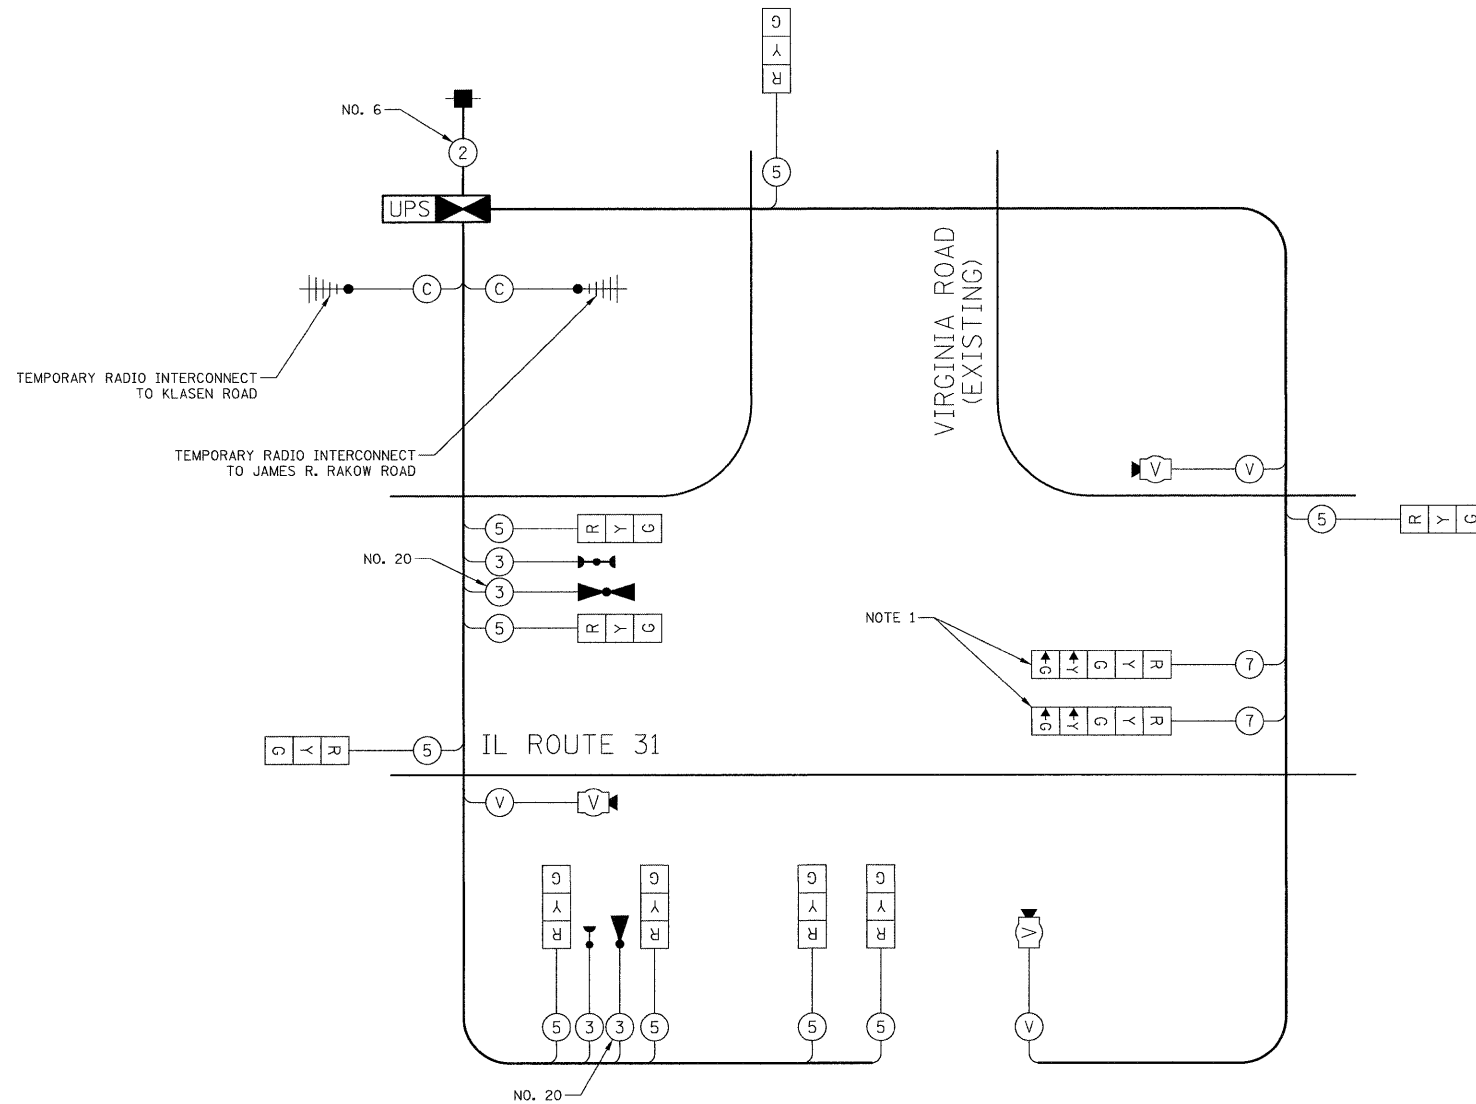 G
Y
R
NO. 6
2
5
UPS
VIRGINIA ROAD
(EXISTING)
C C
TEMPORARY RADIO INTERCONNECT
TO KLASEN ROAD
TEMPORARY RADIO INTERCONNECT
TO JAMES R. RAKOW ROAD
V V
5 R Y G
5 R Y G
NO. 20
3
3
5 R Y G
NOTE 1
G Y G Y R 7
G Y G Y R 7
G Y R 5
IL ROUTE 31
V V
G G G G
Y Y Y Y
R R R R
V
5 3 3 5 5 5 V
NO. 20